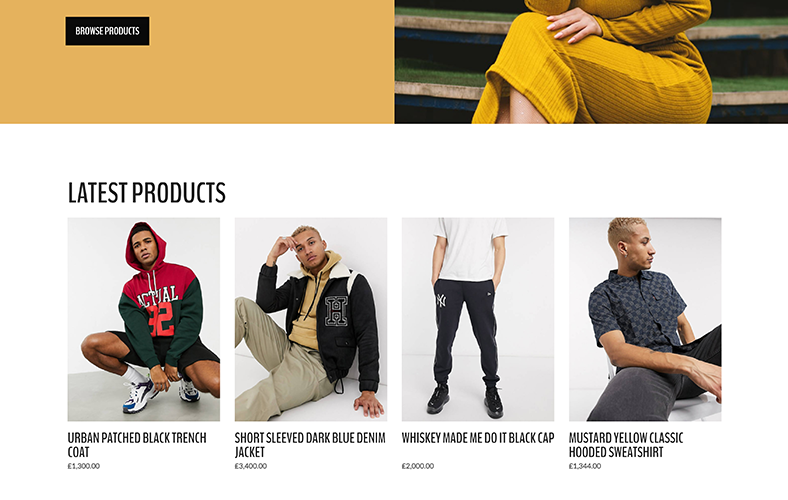 BROWSE PRODUCTS
LATEST PRODUCTS
ACTUAL
92
H
NY
URBAN PATCHED BLACK TRENCH
COAT
£1,300.00
SHORT SLEEVED DARK BLUE DENIM
JACKET
£3,400.00
WHISKEY MADE ME DO IT BLACK CAP
£2,000.00
MUSTARD YELLOW CLASSIC
HOODED SWEATSHIRT
£1,344.00